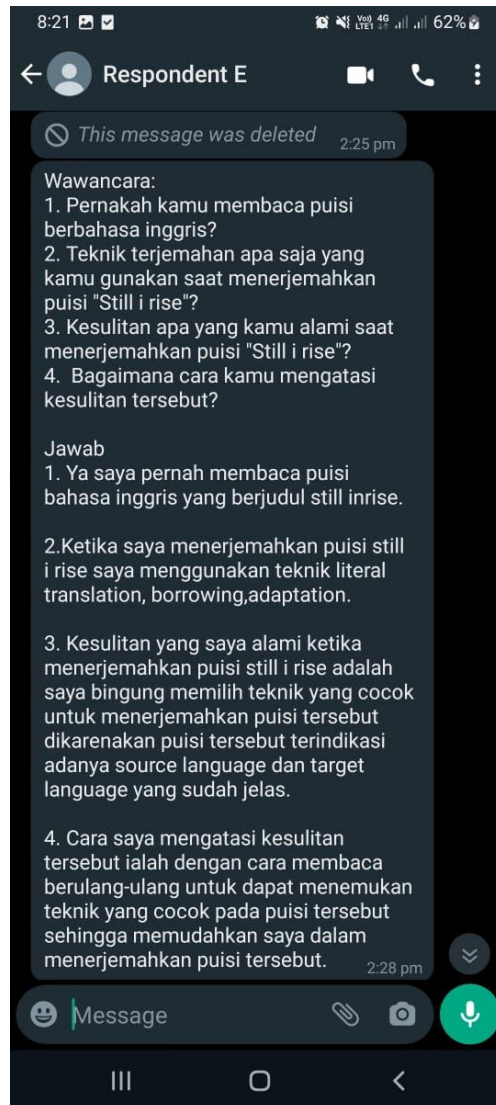 8:21
Vo)) 4G
LTE1
62%
Respondent E
This message was deleted 2:25 pm
Wawancara:
1. Pernakah kamu membaca puisi
berbahasa inggris?
2. Teknik terjemahan apa saja yang
kamu gunakan saat menerjemahkan
puisi "Still i rise"?
3. Kesulitan apa yang kamu alami saat
menerjemahkan puisi "Still i rise"?
4. Bagaimana cara kamu mengatasi
kesulitan tersebut?
Jawab
1. Ya saya pernah membaca puisi
bahasa inggris yang berjudul still inrise.
2.Ketika saya menerjemahkan puisi still
i rise saya menggunakan teknik literal
translation, borrowing,adaptation.
3. Kesulitan yang saya alami ketika
menerjemahkan puisi still i rise adalah
saya bingung memilih teknik yang cocok
untuk menerjemahkan puisi tersebut
dikarenakan puisi tersebut terindikasi
adanya source language dan target
language yang sudah jelas.
4. Cara saya mengatasi kesulitan
tersebut ialah dengan cara membaca
berulang-ulang untuk dapat menemukan
teknik yang cocok pada puisi tersebut
sehingga memudahkan saya dalam
menerjemahkan puisi tersebut. 2:28 pm
Message